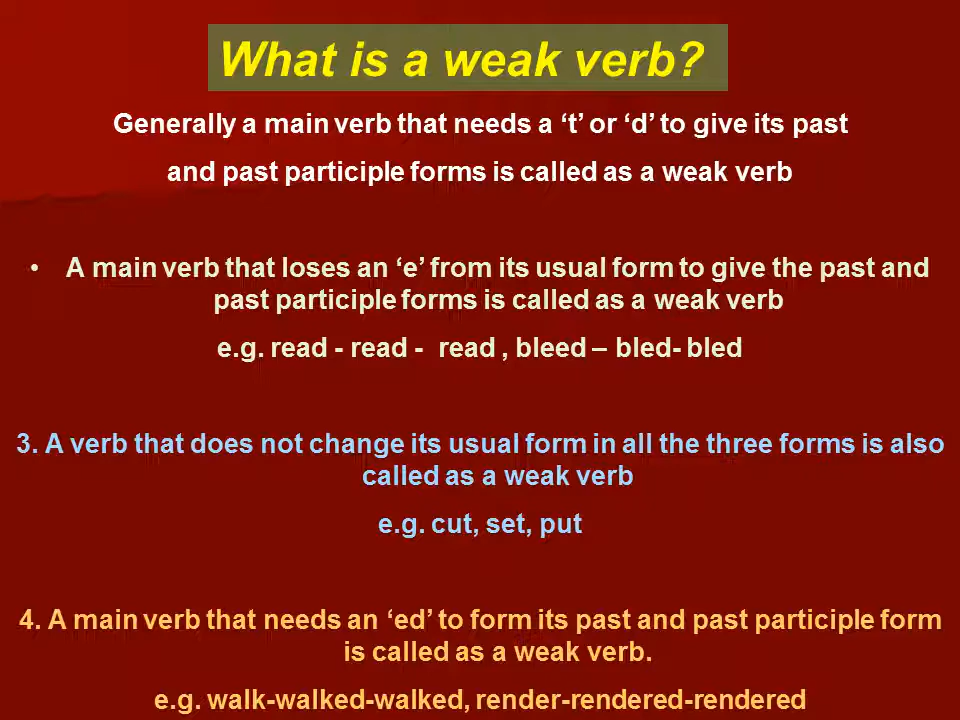 What is a weak verb?
Generally a main verb that needs a ‘t’ or ‘d’ to give its past
and past participle forms is called as a weak verb
• A main verb that loses an ‘e’ from its usual form to give the past and
past participle forms is called as a weak verb
e.g. read - read - read , bleed – bled- bled
3. A verb that does not change its usual form in all the three forms is also
called as a weak verb
e.g. cut, set, put
4. A main verb that needs an ‘ed’ to form its past and past participle form
is called as a weak verb.
e.g. walk-walked-walked, render-rendered-rendered